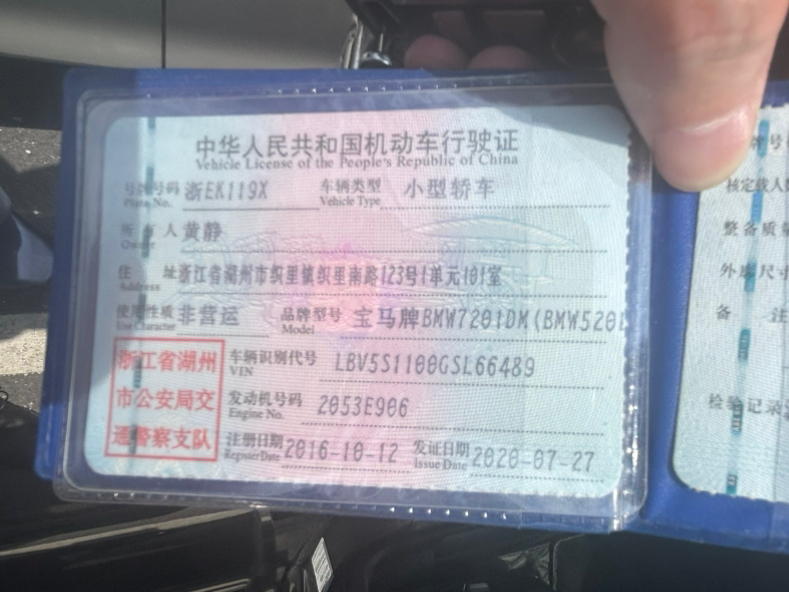 中华人民共和国机动车行驶证
Vehicle License of the People's Republic of China
号牌号码 浙EK119X 车辆类型 小型轿车
Plate No. Vehicle Type
所有人 黄静
Owner
住址 浙江省湖州市织里镇织里南路123号1单元101室
Address
使用性质 非营运 品牌型号 宝马牌BMW7201DM(BMW520L
Use Character Model
浙江省湖州
市公安局交
通警察支队
车辆识别代号 LBV5S1100GSL66489
VIN
发动机号码 2053E906
Engine No.
注册日期 2016-10-12 发证日期 2020-07-27
Register Date Issue Date
核定载人
整备质量
外廓尺寸
备 注
检验记录